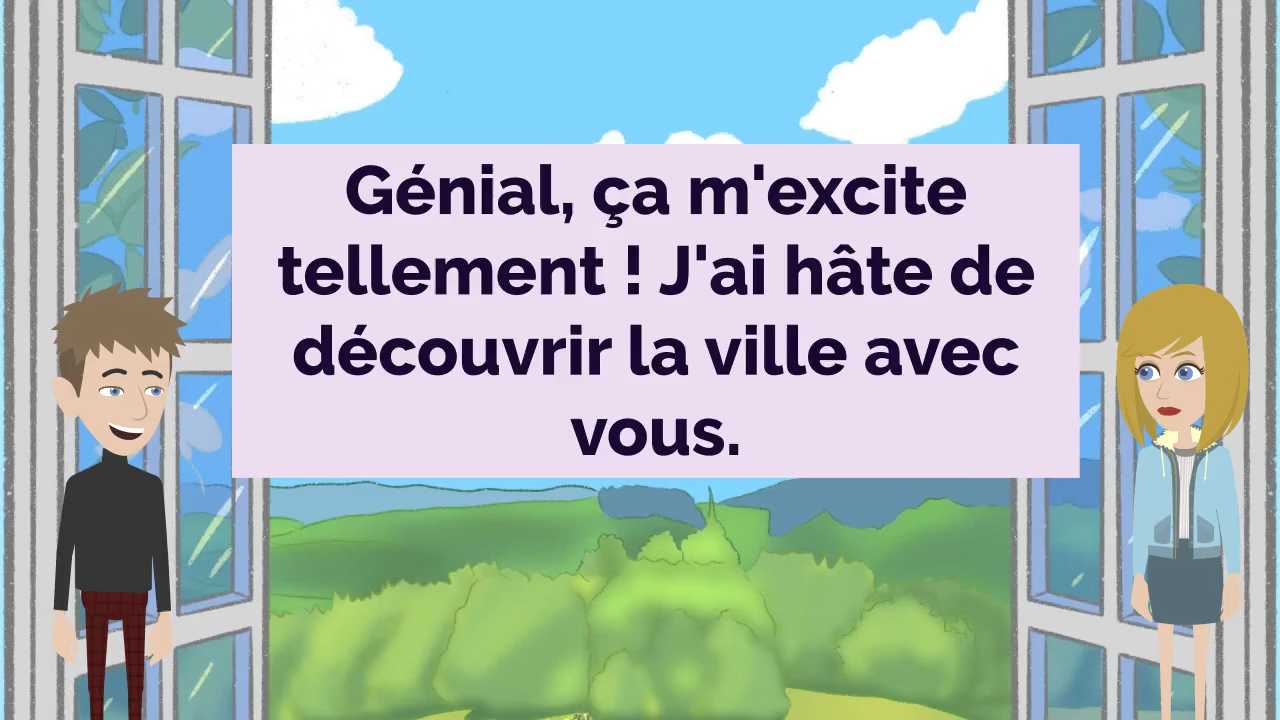 Génial, ça m'excite
tellement ! J'ai hâte de
découvrir la ville avec
vous.